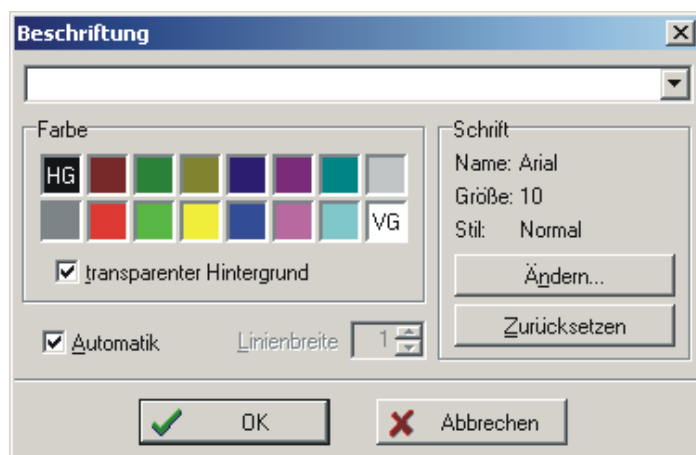 Beschriftung
Farbe
HG
VG
transparenter Hintergrund
Automatik
Linienbreite 1
Schrift
Name: Arial
Größe: 10
Stil: Normal
Ändern...
Zurücksetzen
OK
Abbrechen